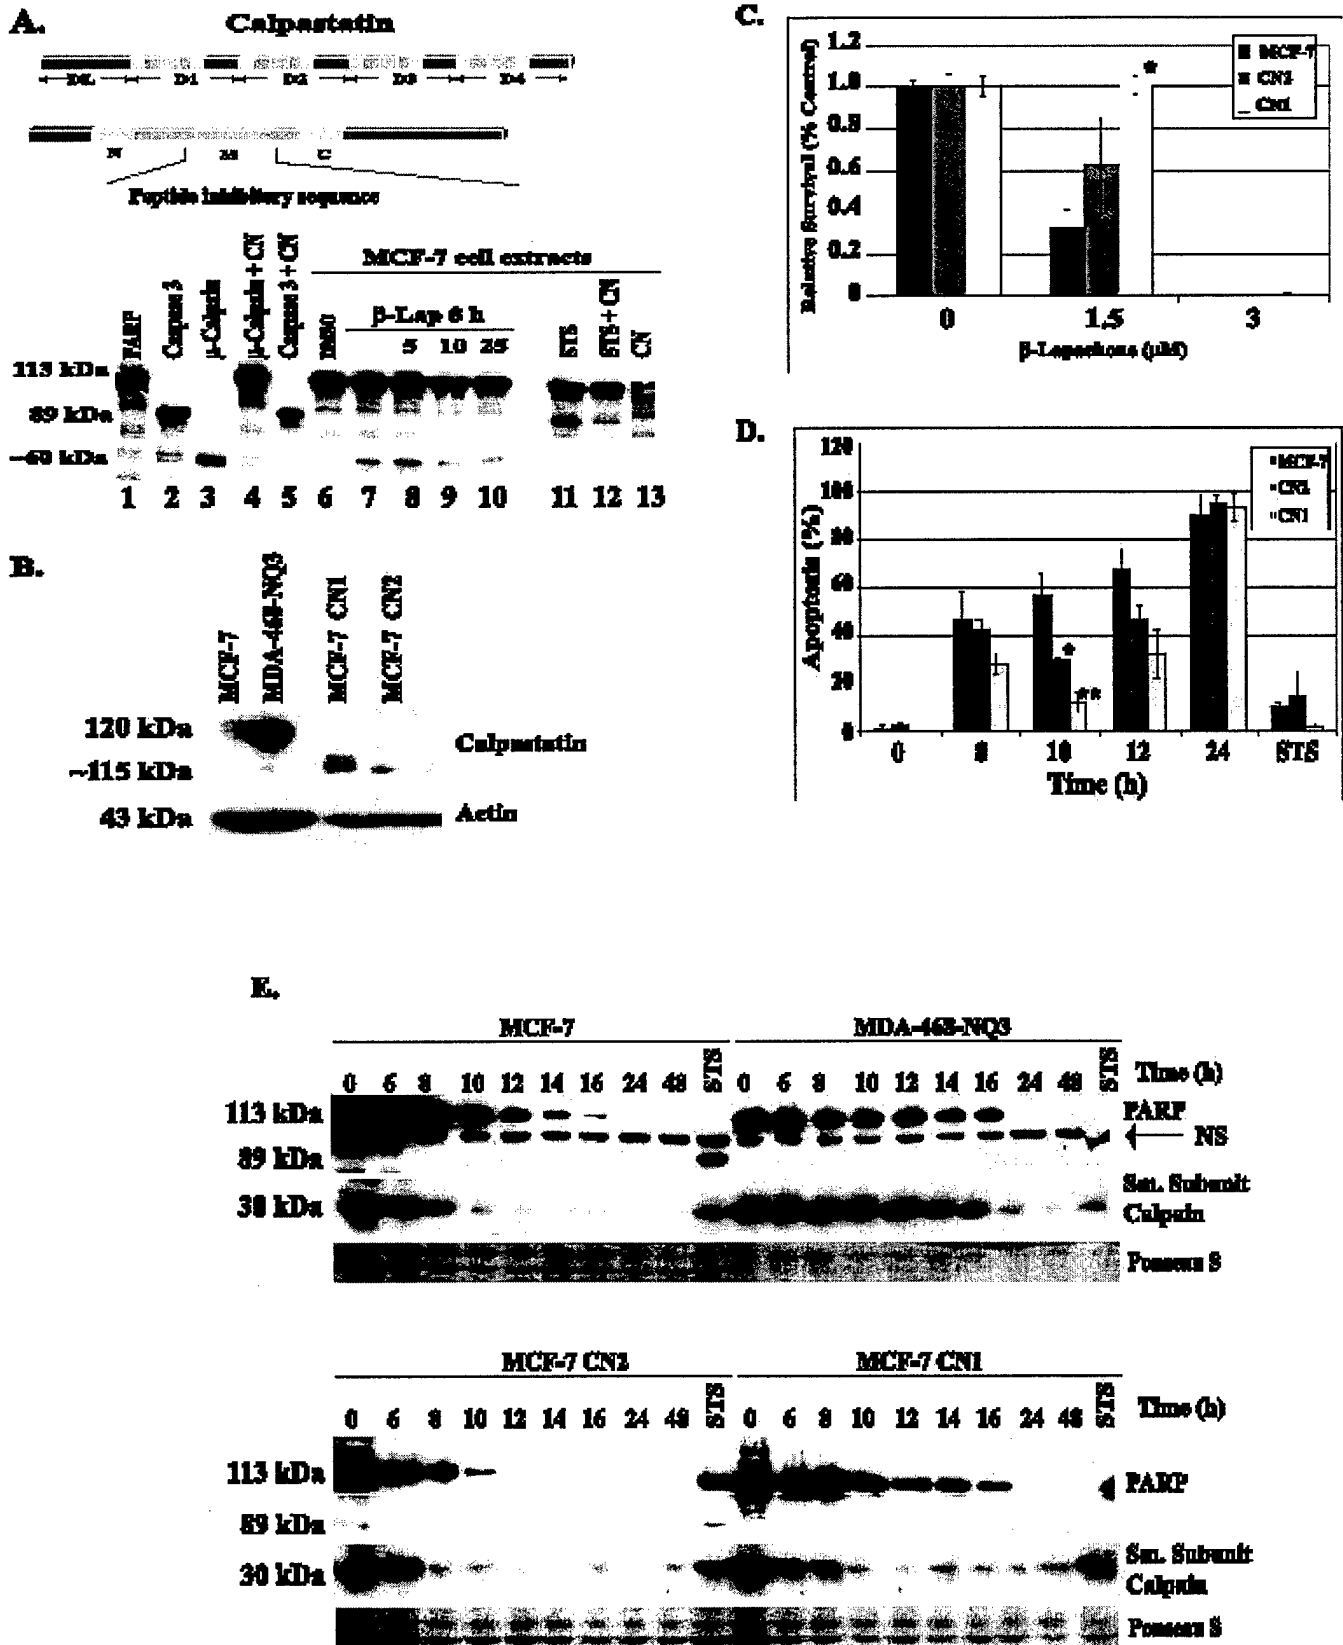 A.
Calpastatin
DL D1 D2 D3 D4
N M C
Peptide inhibitory sequence
MCF-7 cell extracts
β-Lap 6 h
PARP Caspase 3 μ-Calpain μ-Calpain + CN Caspase 3 + CN DMSO 5 10 25 STS STS + CN CN
113 kDa
89 kDa
~60 kDa
1 2 3 4 5 6 7 8 9 10 11 12 13
B.
MCF-7 MDA-468-NQ3 MCF-7 CN1 MCF-7 CN2
120 kDa
Calpastatin
~115 kDa
43 kDa
Actin
C.
Relative Survival (% Control)
1.2
1.0
0.8
0.6
0.4
0.2
0
MCF-7
CN2
CN1
*
0 1.5 3
β-Lapachone (μM)
D.
Apoptosis (%)
120
100
80
60
40
20
0
MCF-7
CN2
CN1
*
**
0 8 10 12 24 STS
Time (h)
E.
MCF-7 MDA-468-NQ3
0 6 8 10 12 14 16 24 48 STS 0 6 8 10 12 14 16 24 48 STS Time (h)
113 kDa PARP
NS
89 kDa
30 kDa Sm. Subunit
Calpain
Ponseau S
MCF-7 CN2 MCF-7 CN1
0 6 8 10 12 14 16 24 48 STS 0 6 8 10 12 14 16 24 48 STS Time (h)
113 kDa PARP
89 kDa
30 kDa Sm. Subunit
Calpain
Ponseau S